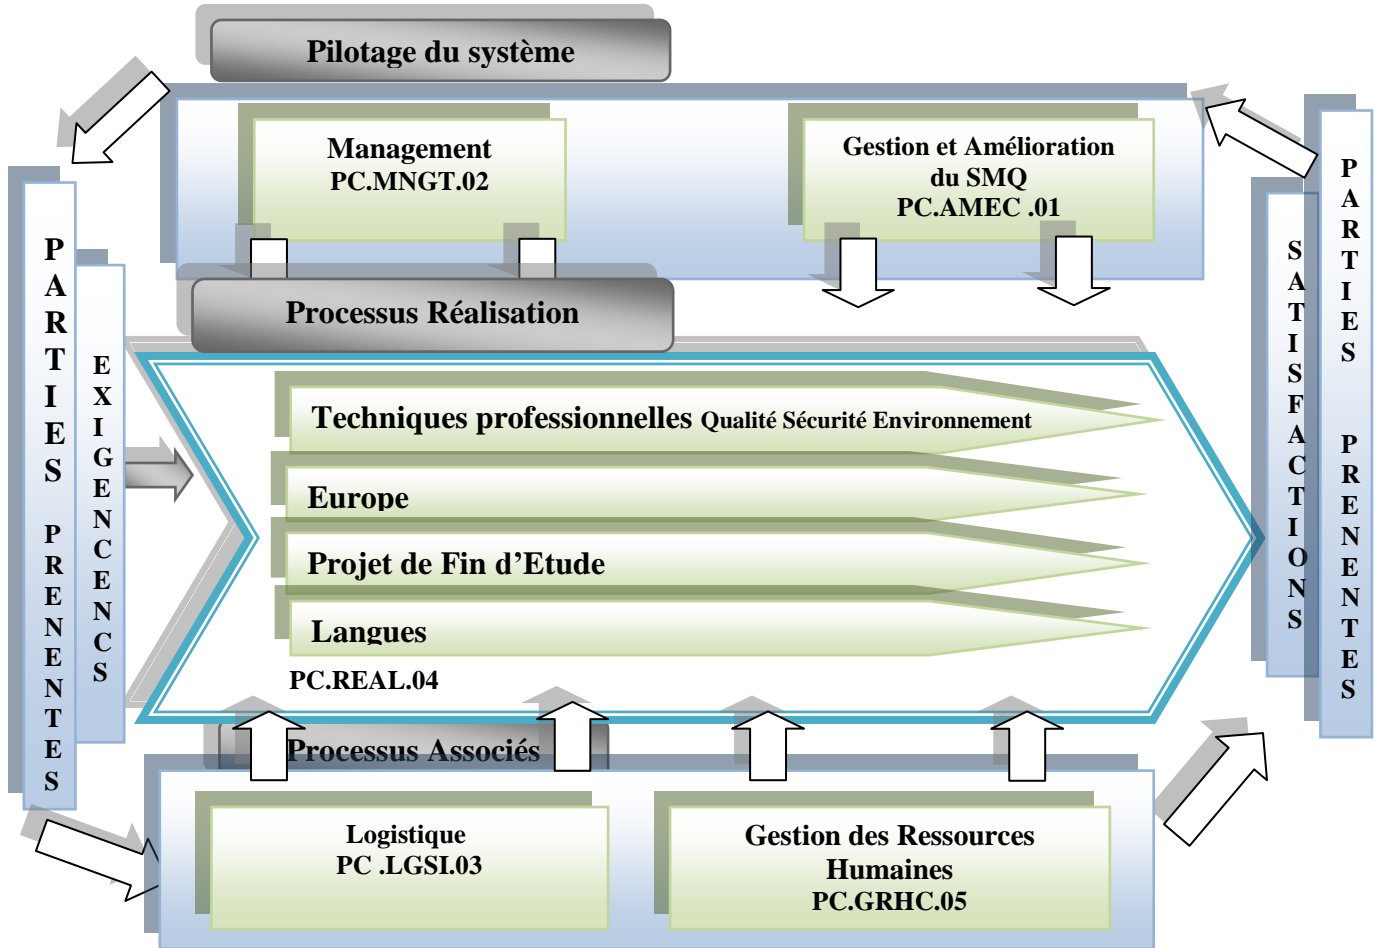 Pilotage du système
Management
PC.MNGT.02
Gestion et Amélioration
du SMQ
PC.AMEC .01
PARTIES PRENENTES
EXIGENCENCS
Processus Réalisation
Techniques professionnelles Qualité Sécurité Environnement
Europe
Projet de Fin d’Etude
Langues
PC.REAL.04
SATISFACTIONS
PARTIES PRENENTES
Processus Associés
Logistique
PC .LGSI.03
Gestion des Ressources
Humaines
PC.GRHC.05